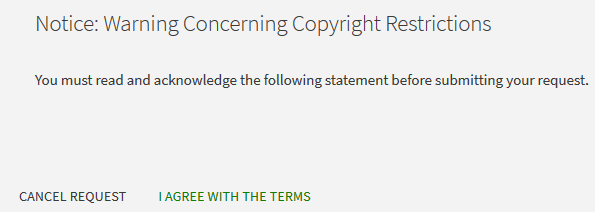 Notice: Warning Concerning Copyright Restrictions
You must read and acknowledge the following statement before submitting your request.
CANCEL REQUEST I AGREE WITH THE TERMS